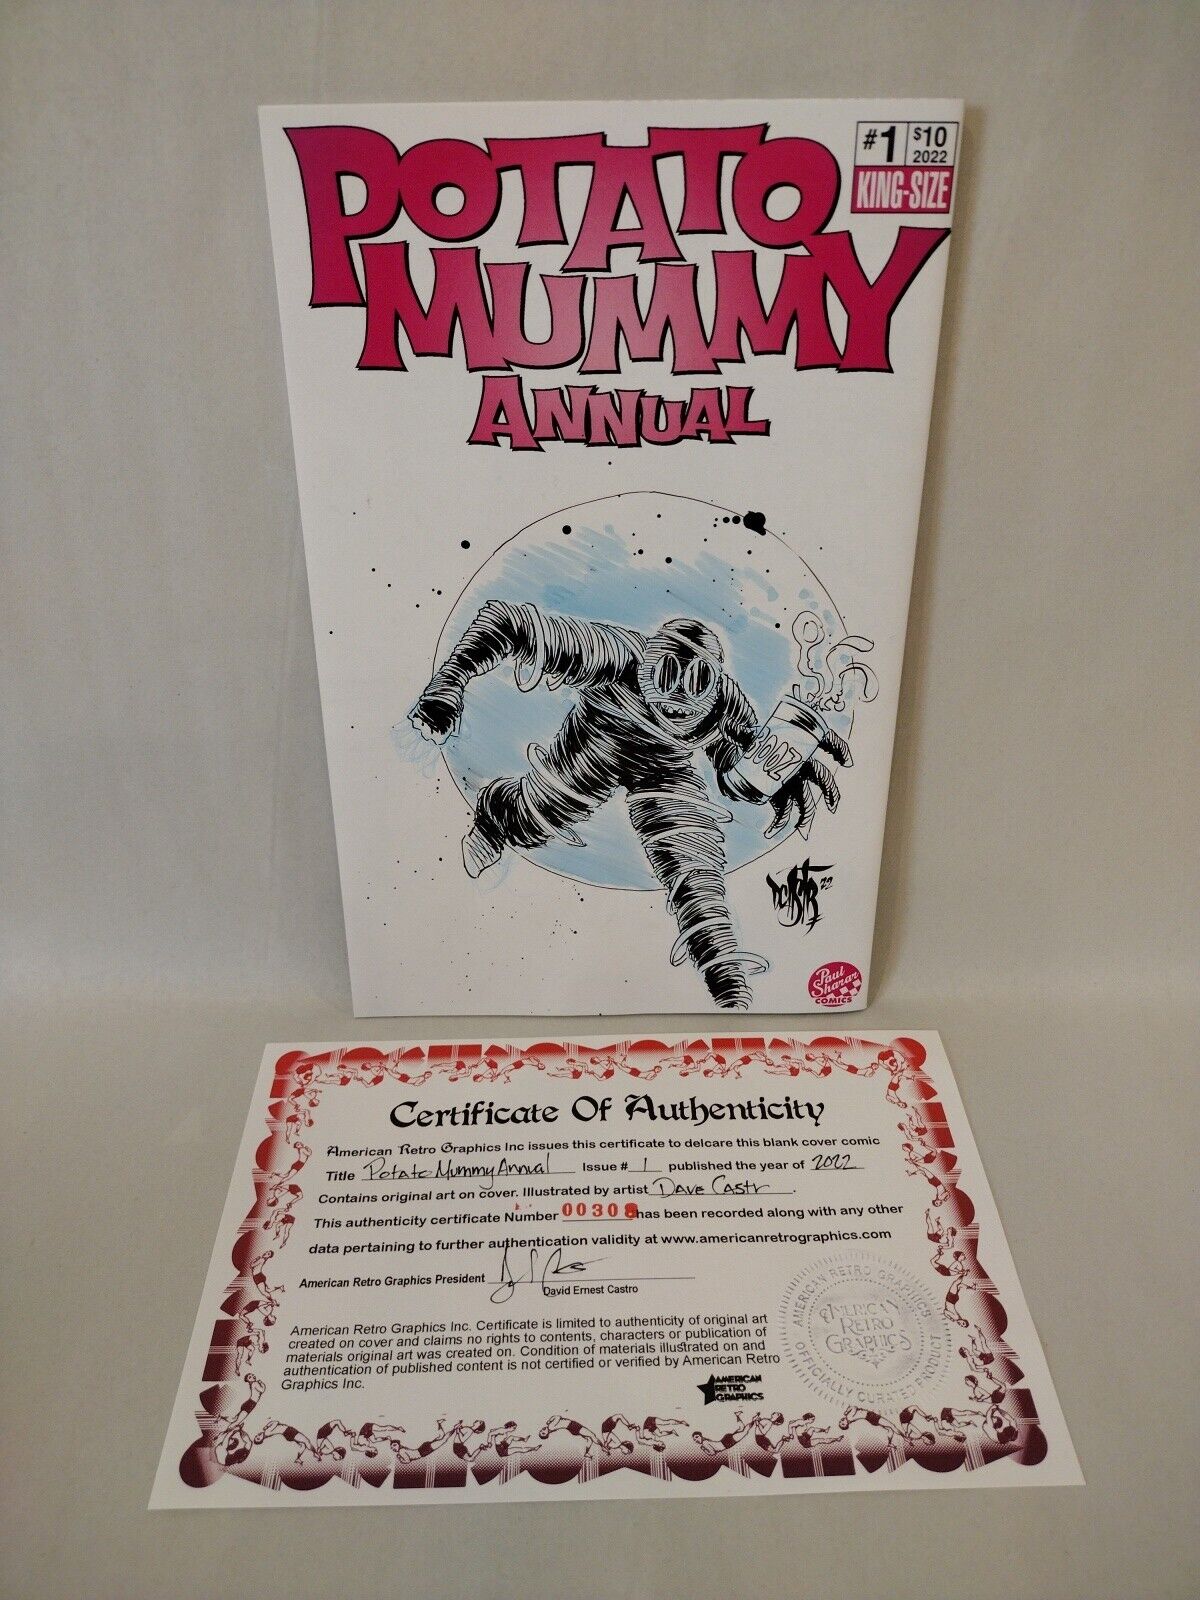 POTATO
MUMMY
ANNUAL
#1
$10
2022
KING-SIZE
OOZ
DCASTR 22
Paul
Sharar
COMICS
Certificate Of Authenticity
American Retro Graphics Inc issues this certificate to delcare this blank cover comic
Title Potato Mummy Annual Issue # 1 published the year of 2022
Contains original art on cover. Illustrated by artist Dave Castr.
This authenticity certificate Number 00308 has been recorded along with any other
data pertaining to further authentication validity at www.americanretrographics.com
American Retro Graphics President
David Ernest Castro
American Retro Graphics Inc. Certificate is limited to authenticity of original art
created on cover and claims no rights to contents, characters or publication of
materials original art was created on. Condition of materials illustrated on and
authentication of published content is not certified or verified by American Retro
Graphics Inc.
AMERICAN
RETRO
GRAPHICS
AMERICAN RETRO GRAPHICS
AMERICAN
RETRO
GRAPHICS
OFFICIALLY CURATED PRODUCT